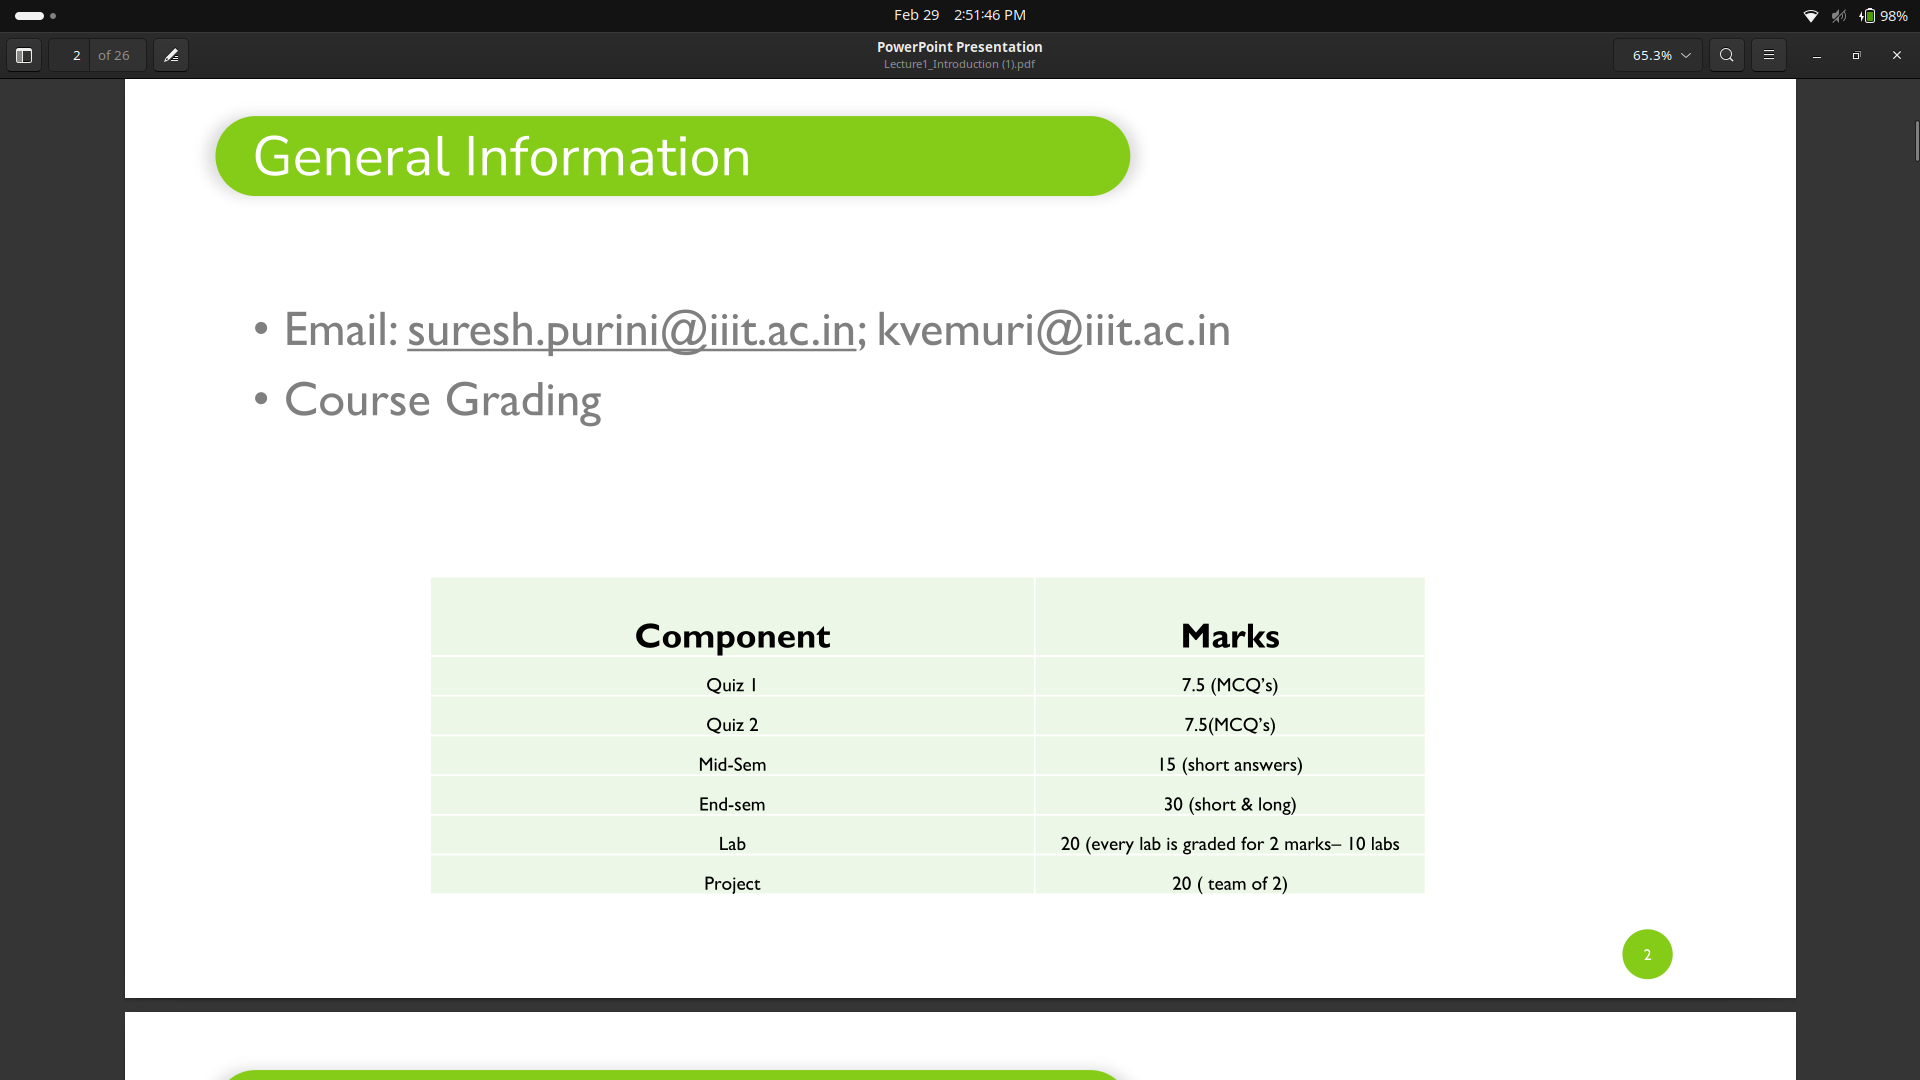 Feb 29 2:51:46 PM
98%
2 of 26
PowerPoint Presentation
Lecture1_Introduction (1).pdf
65.3%
General Information
• Email: suresh.purini@iiit.ac.in; kvemuri@iiit.ac.in
• Course Grading
Component Marks
Quiz 1 7.5 (MCQ's)
Quiz 2 7.5(MCQ's)
Mid-Sem 15 (short answers)
End-sem 30 (short & long)
Lab 20 (every lab is graded for 2 marks– 10 labs
Project 20 ( team of 2)
2